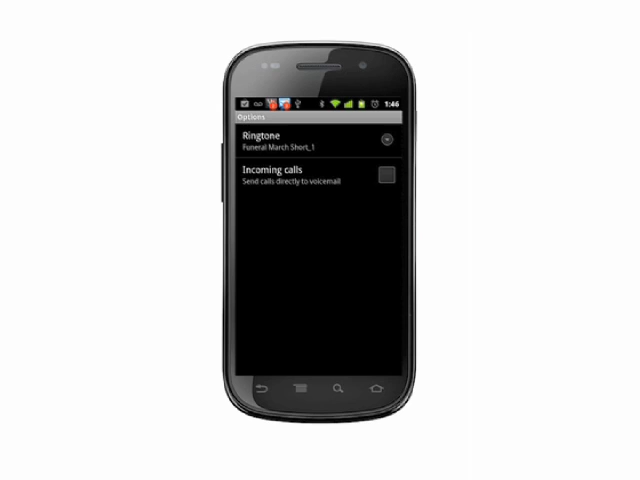 1:46
Options
Ringtone
Funeral March Short_1
Incoming calls
Send calls directly to voicemail